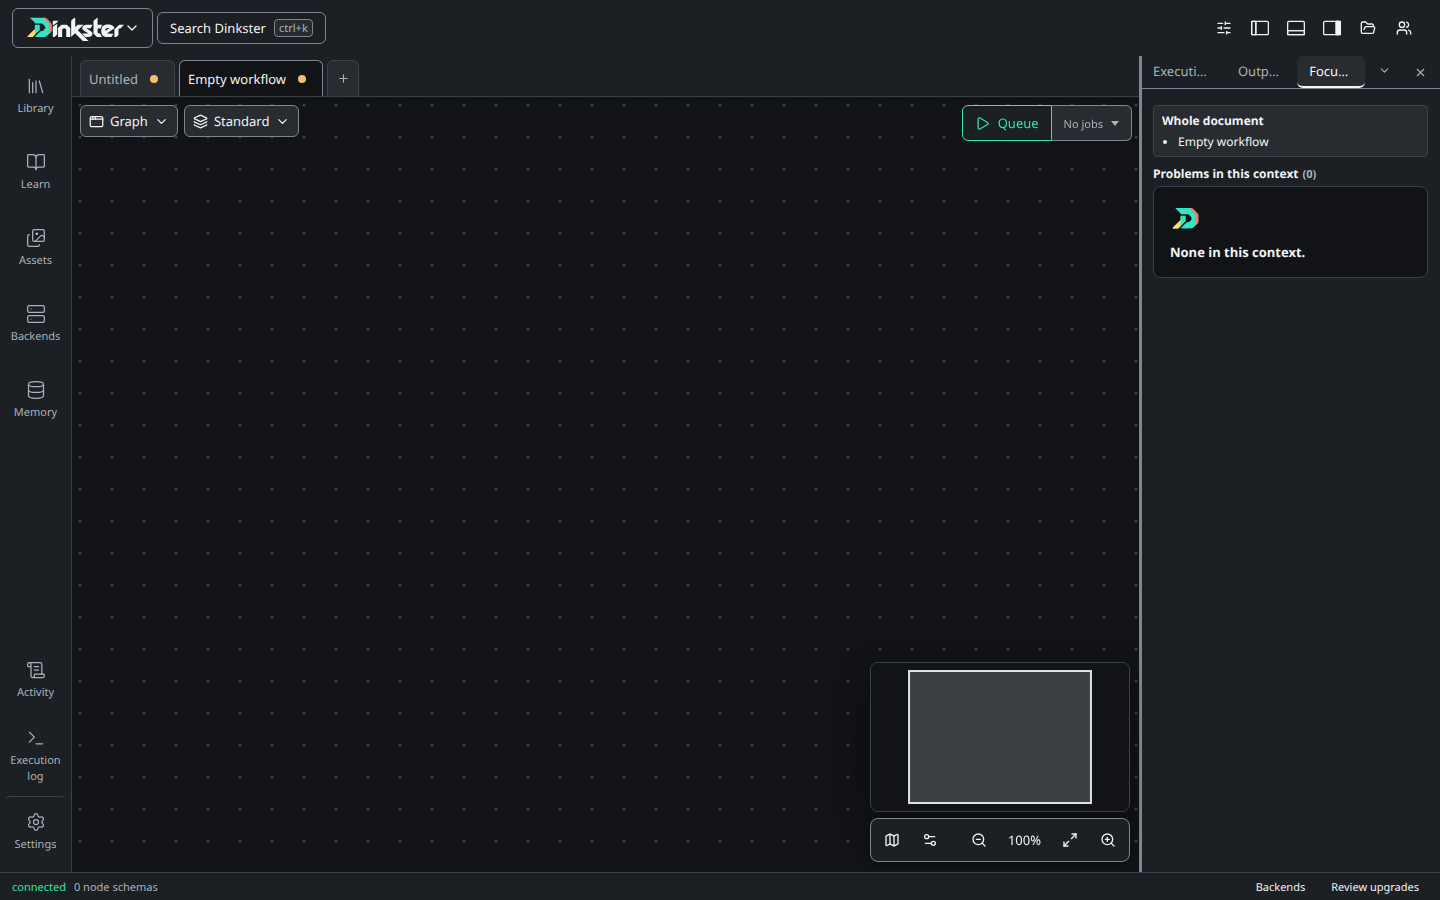 Dinkster
Search Dinkster ctrl+k
Untitled
Empty workflow
Executi...
Outp...
Focu...
Library
Learn
Assets
Backends
Memory
Activity
Execution
log
Settings
Graph
Standard
Queue
No jobs
Whole document
Empty workflow
Problems in this context (0)
None in this context.
100%
connected 0 node schemas
Backends
Review upgrades